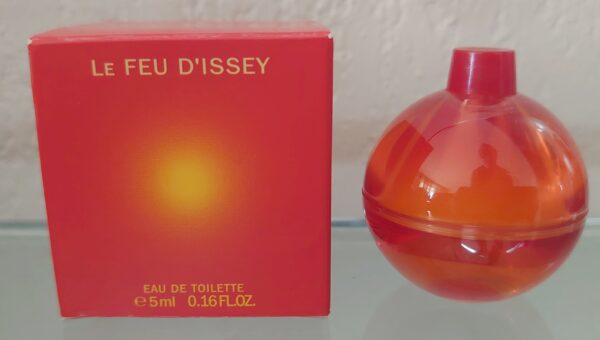 LE FEU D'ISSEY
EAU DE TOILETTE
℮5ml 0.16FL.OZ.